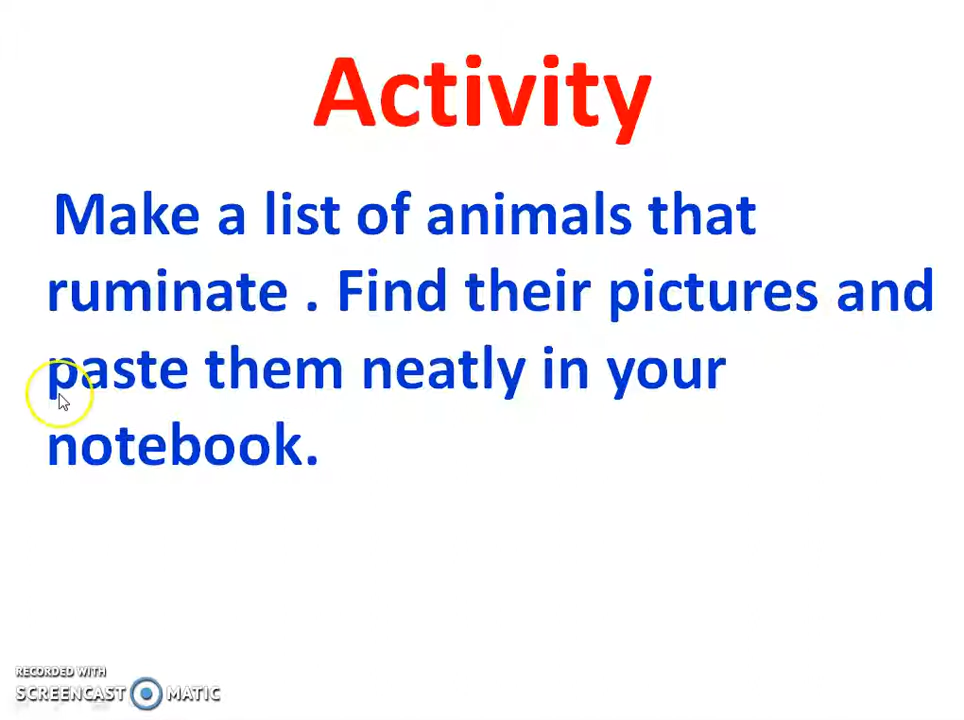 Activity
Make a list of animals that
ruminate . Find their pictures and
paste them neatly in your
notebook.
RECORDED WITH
SCREENCAST MATIC